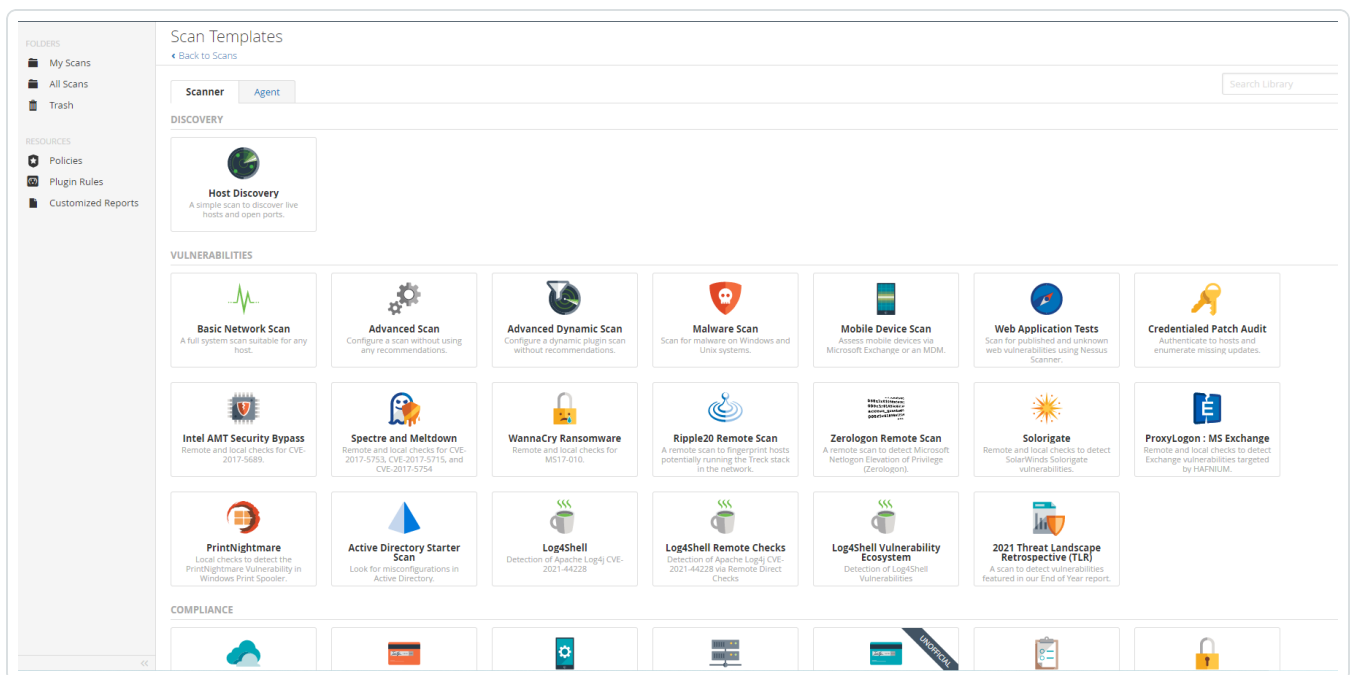 Scan Templates
Back to Scans
FOLDERS
My Scans
All Scans
Trash
RESOURCES
Policies
Plugin Rules
Customized Reports
Scanner
Agent
Search Library
DISCOVERY
Host Discovery
A simple scan to discover live
hosts and open ports.
VULNERABILITIES
Basic Network Scan
A full system scan suitable for any
host.
Advanced Scan
Configure a scan without using
any recommendations.
Advanced Dynamic Scan
Configure a dynamic plugin scan
without recommendations.
Malware Scan
Scan for malware on Windows and
Unix systems.
Mobile Device Scan
Assess mobile devices via
Microsoft Exchange or an MDM.
Web Application Tests
Scan for published and unknown
web vulnerabilities using Nessus
Scanner.
Credentialed Patch Audit
Authenticate to hosts and
enumerate missing updates.
Intel AMT Security Bypass
Remote and local checks for CVE-
2017-5689.
Spectre and Meltdown
Remote and local checks for CVE-
2017-5753, CVE-2017-5715, and
CVE-2017-5754
WannaCry Ransomware
Remote and local checks for
MS17-010.
Ripple20 Remote Scan
A remote scan to fingerprint hosts
potentially running the Treck stack
in the network.
Zerologon Remote Scan
A remote scan to detect Microsoft
Netlogon Elevation of Privilege
(Zerologon).
Solorigate
Remote and local checks to detect
SolarWinds Solorigate
vulnerabilities.
ProxyLogon : MS Exchange
Remote and local checks to detect
Exchange vulnerabilities targeted
by HAFNIUM.
PrintNightmare
Local checks to detect the
PrintNightmare Vulnerability in
Windows Print Spooler.
Active Directory Starter
Scan
Look for misconfigurations in
Active Directory.
Log4Shell
Detection of Apache Log4j CVE-
2021-44228
Log4Shell Remote Checks
Detection of Apache Log4j CVE-
2021-44228 via Remote Direct
Checks
Log4Shell Vulnerability
Ecosystem
Detection of Log4Shell
Vulnerabilities
2021 Threat Landscape
Retrospective (TLR)
A scan to detect vulnerabilities
featured in our End of Year report.
COMPLIANCE
UNOFFICIAL